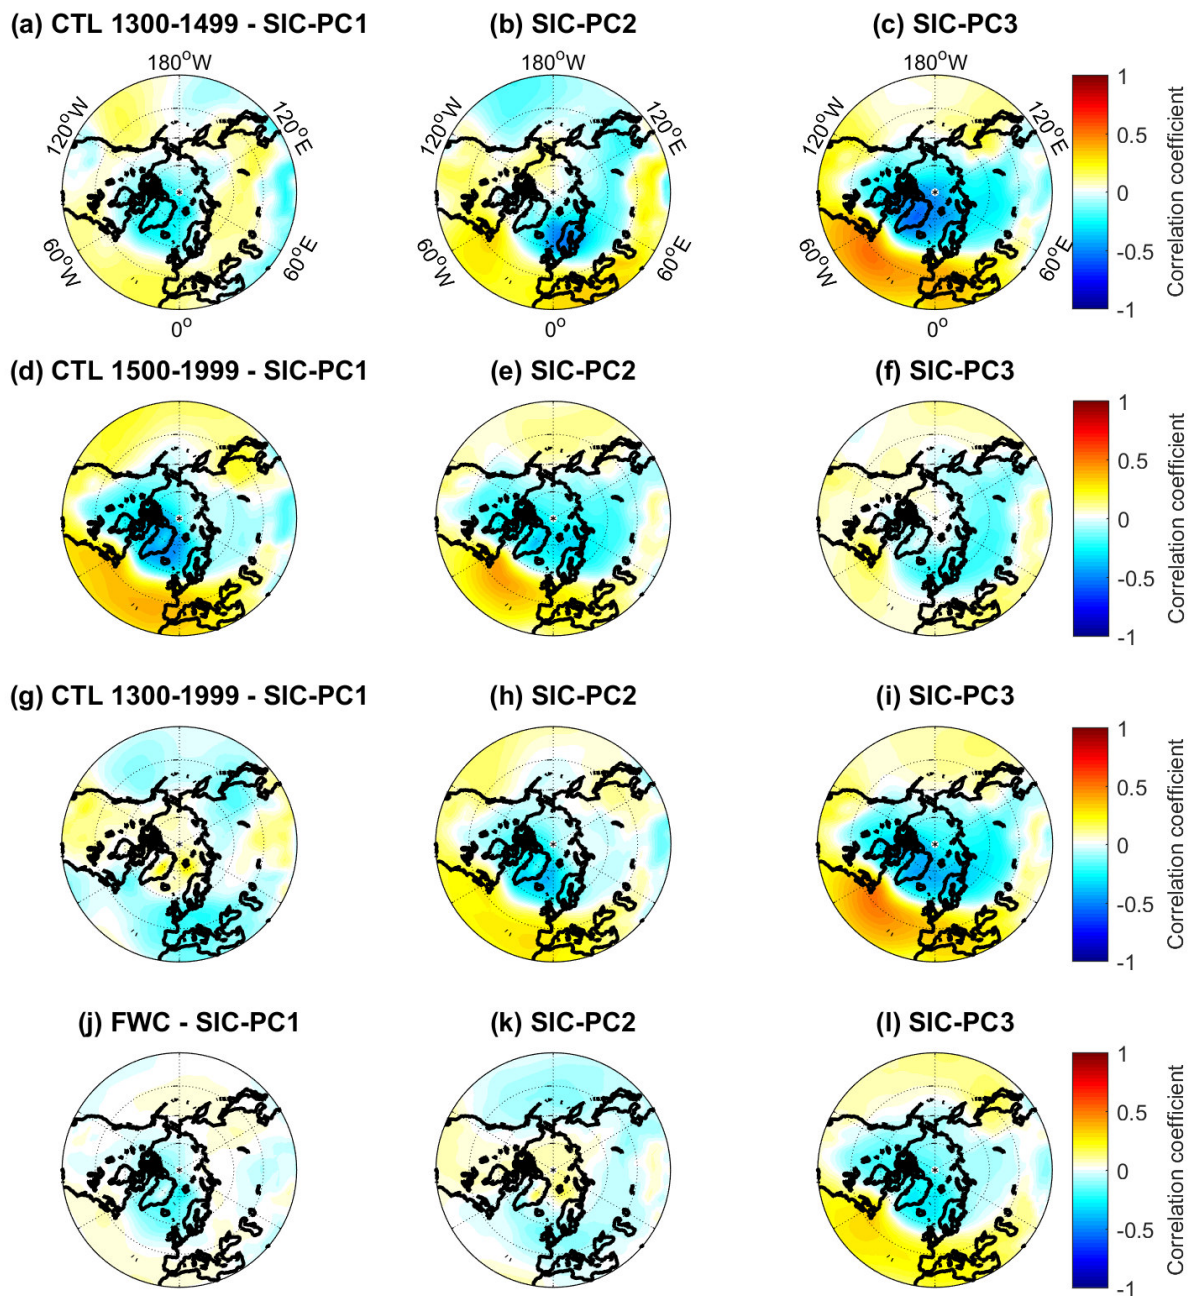 (a) CTL 1300-1499 - SIC-PC1
(b) SIC-PC2
(c) SIC-PC3
180°W
120°W
120°E
60°W
60°E
0°
180°W
0°
180°W
120°W
120°E
60°W
60°E
0°
1
0.5
0
-0.5
-1
Correlation coefficient
(d) CTL 1500-1999 - SIC-PC1
(e) SIC-PC2
(f) SIC-PC3
1
0.5
0
-0.5
-1
Correlation coefficient
(g) CTL 1300-1999 - SIC-PC1
(h) SIC-PC2
(i) SIC-PC3
1
0.5
0
-0.5
-1
Correlation coefficient
(j) FWC - SIC-PC1
(k) SIC-PC2
(l) SIC-PC3
1
0.5
0
-0.5
-1
Correlation coefficient